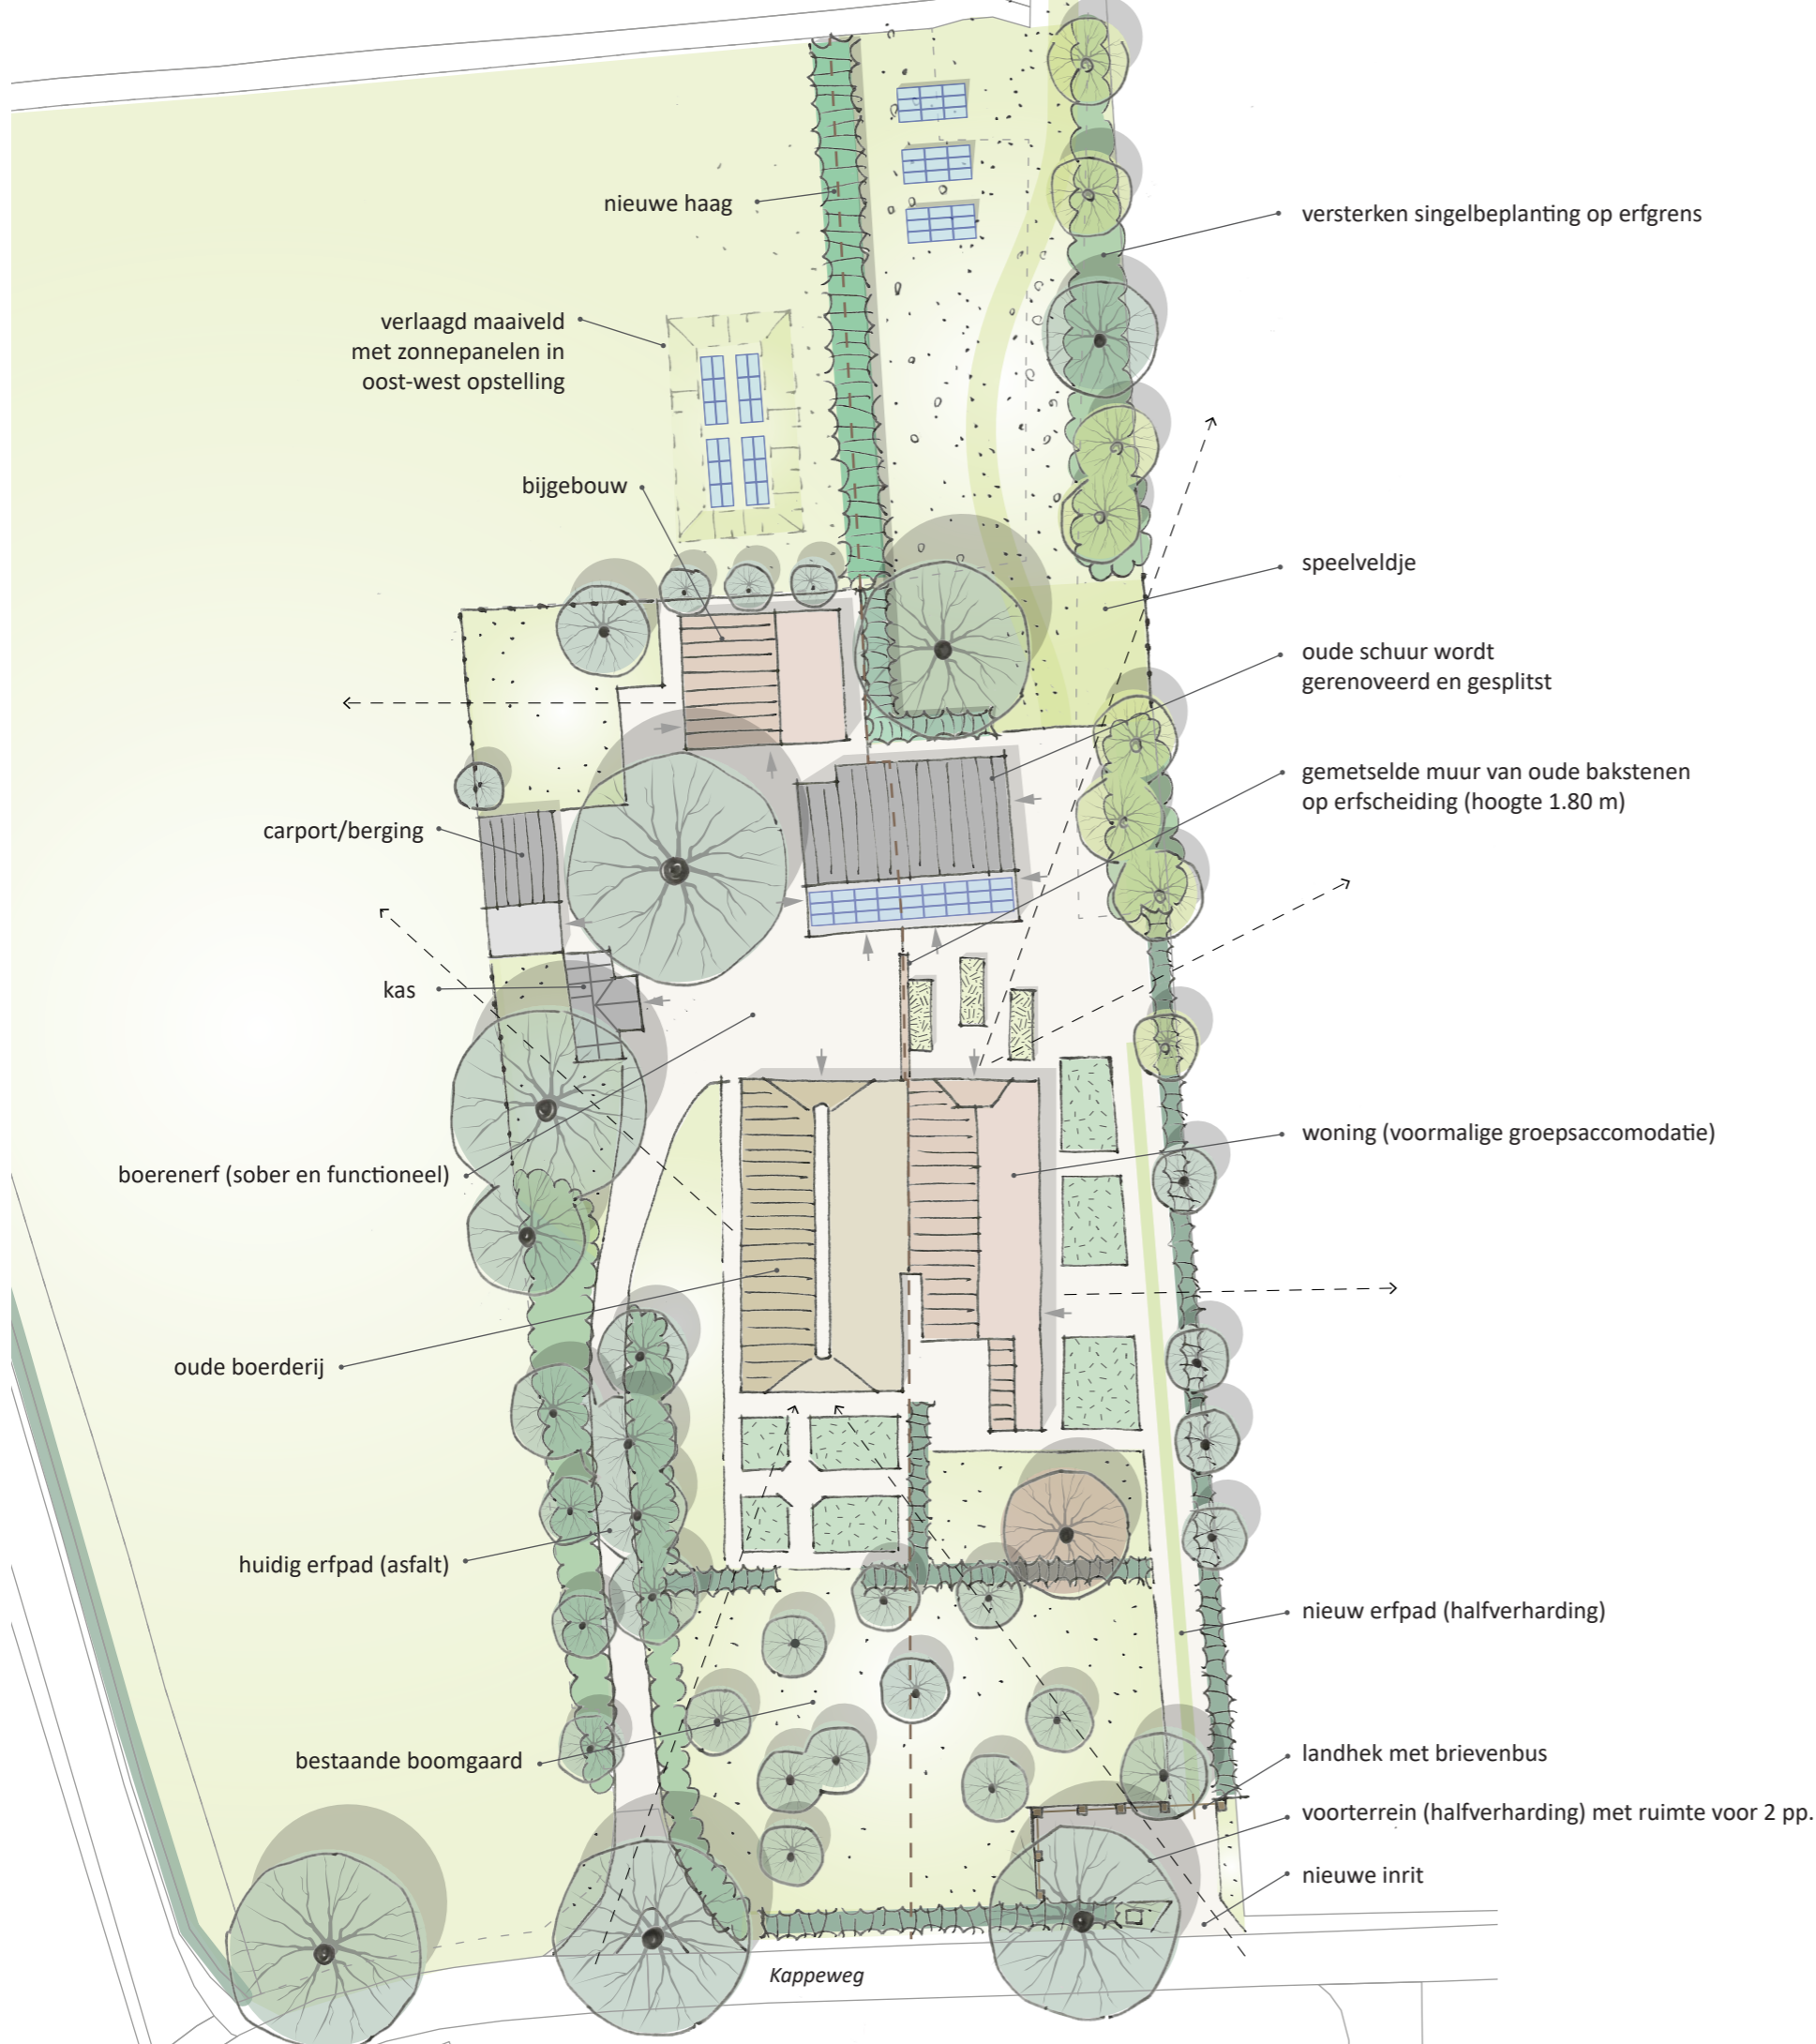 nieuwe haag
versterken singelbeplanting op erfgrens
verlaagd maaiveld
met zonnepanelen in
oost-west opstelling
bijgebouw
speelveldje
oude schuur wordt
gerenoveerd en gesplitst
gemetselde muur van oude bakstenen
op erfscheiding (hoogte 1.80 m)
carport/berging
kas
woning (voormalige groepsaccomodatie)
boerenerf (sober en functioneel)
oude boerderij
huidig erfpad (asfalt)
nieuw erfpad (halfverharding)
bestaande boomgaard
landhek met brievenbus
voorterrein (halfverharding) met ruimte voor 2 pp.
nieuwe inrit
Kappeweg